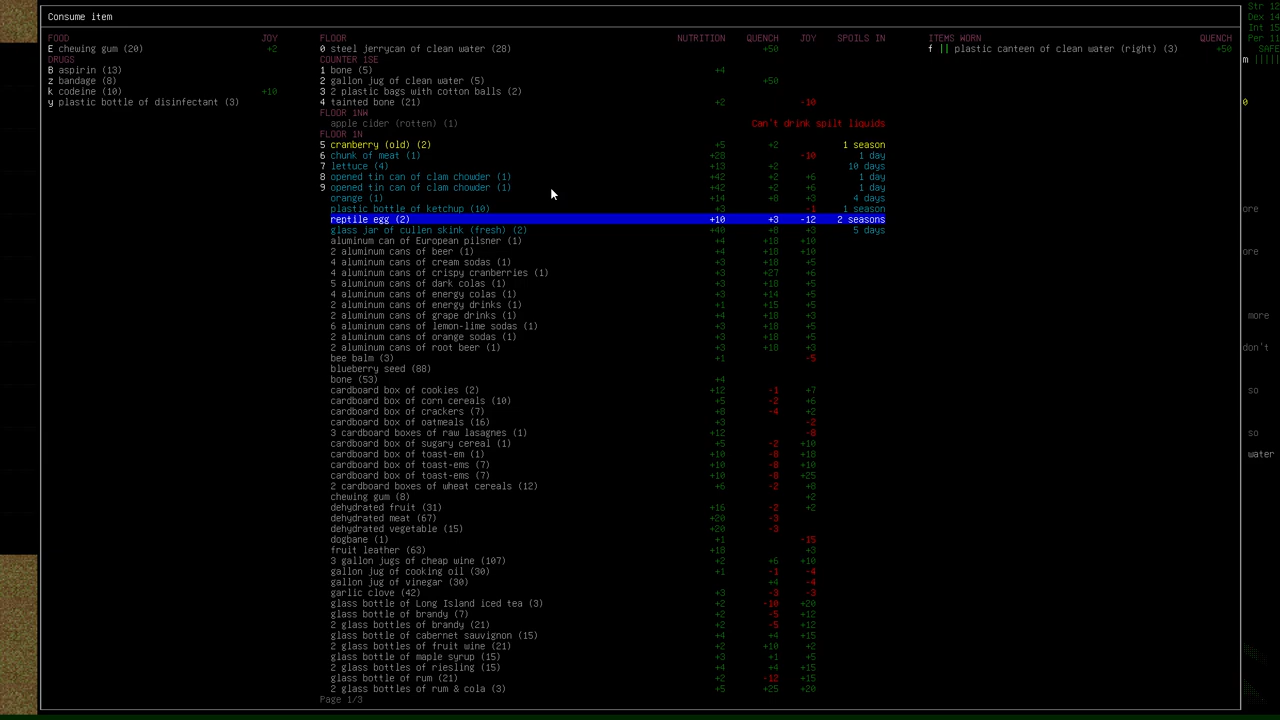 Consume item
Str 12
Dex 14
Int 15
Per 11
SAFE
FOOD JOY
E chewing gum (20) +2
DRUGS
B aspirin (13)
z bandage (8)
k codeine (10) +10
y plastic bottle of disinfectant (3)
FLOOR NUTRITION QUENCH JOY SPOILS IN
0 steel jerrycan of clean water (28) +50
COUNTER 1SE
1 bone (5) +4
2 gallon jug of clean water (5) +50
3 2 plastic bags with cotton balls (2)
4 tainted bone (21) +2 -10
FLOOR 1NW
apple cider (rotten) (1) Can't drink spilt liquids
FLOOR 1N
5 cranberry (old) (2) +5 +2 1 season
6 chunk of meat (1) +28 -10 1 day
7 lettuce (4) +13 +2 10 days
8 opened tin can of clam chowder (1) +42 +2 +6 1 day
9 opened tin can of clam chowder (1) +42 +2 +6 1 day
orange (1) +14 +8 +3 4 days
plastic bottle of ketchup (10) +3 -1 1 season
reptile egg (2) +10 +3 -12 2 seasons
glass jar of cullen skink (fresh) (2) +40 +8 +3 5 days
aluminum can of European pilsner (1) +4 +18 +10
2 aluminum cans of beer (1) +4 +18 +10
4 aluminum cans of cream sodas (1) +3 +18 +5
4 aluminum cans of crispy cranberries (1) +3 +27 +6
5 aluminum cans of dark colas (1) +3 +18 +5
4 aluminum cans of energy colas (1) +3 +14 +5
2 aluminum cans of energy drinks (1) +1 +15 +5
2 aluminum cans of grape drinks (1) +4 +18 +3
6 aluminum cans of lemon-lime sodas (1) +3 +18 +5
2 aluminum cans of orange sodas (1) +3 +18 +5
2 aluminum cans of root beer (1) +3 +18 +3
bee balm (3) +1 -5
blueberry seed (88)
bone (53) +4
cardboard box of cookies (2) +12 -1 +7
cardboard box of corn cereals (10) +5 -2 +6
cardboard box of crackers (7) +8 -4 +2
cardboard box of oatmeals (16) +3 -2
3 cardboard boxes of raw lasagnes (1) +12 -8
cardboard box of sugary cereal (1) +5 -2 +10
cardboard box of toast-em (1) +10 -8 +18
cardboard box of toast-ems (7) +10 -8 +10
cardboard box of toast-ems (7) +10 -8 +25
2 cardboard boxes of wheat cereals (12) +6 -2 +8
chewing gum (8) +2
dehydrated fruit (31) +16 -2 +2
dehydrated meat (67) +20 -3
dehydrated vegetable (15) +20 -3
dogbane (1) +1 -15
fruit leather (63) +18 +3
3 gallon jugs of cheap wine (107) +2 +6 +10
gallon jug of cooking oil (30) +1 -1 -4
gallon jug of vinegar (30) +4 -4
garlic clove (42) +3 -3 -3
glass bottle of Long Island iced tea (3) +2 -10 +20
glass bottle of brandy (7) +2 -5 +12
2 glass bottles of brandy (21) +2 -5 +12
glass bottle of cabernet sauvignon (15) +4 +4 +15
2 glass bottles of fruit wine (21) +2 +10 +2
glass bottle of maple syrup (15) +3 +1 +5
2 glass bottles of riesling (15) +4 +4 +15
glass bottle of rum (21) +2 -12 +15
2 glass bottles of rum & cola (3) +5 +25 +20
Page 1/3
ITEMS WORN QUENCH
f || plastic canteen of clean water (right) (3) +50
m |||||
0
ore
ore
more
don't
so
so
water